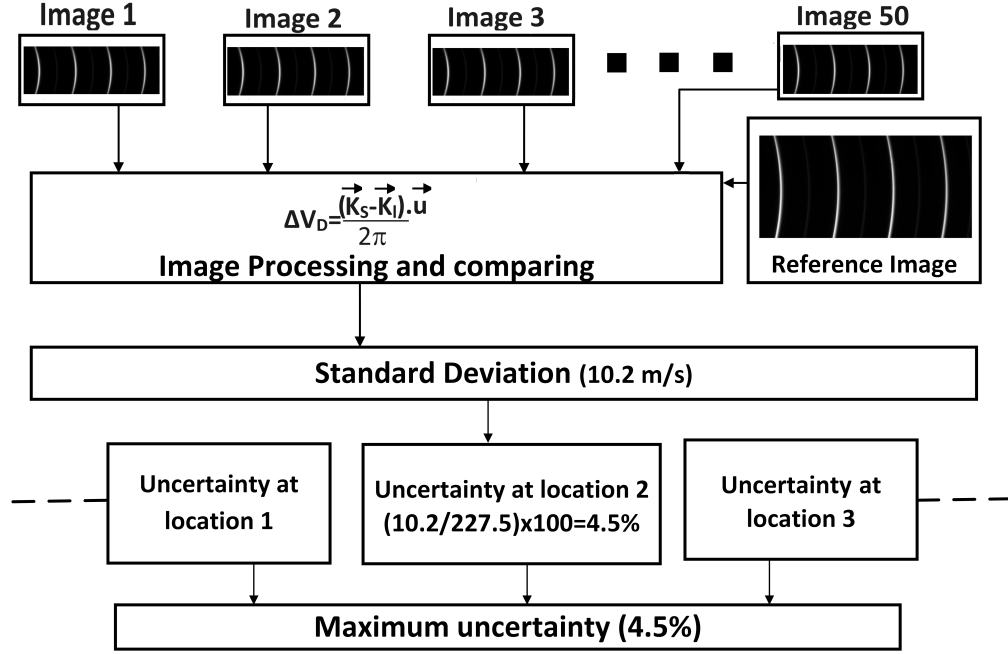 Image 1
Image 2
Image 3
Image 50
ΔV_D=(K_S-K_I).u
2π
Image Processing and comparing
Reference Image
Standard Deviation (10.2 m/s)
Uncertainty at
location 1
Uncertainty at location 2
(10.2/227.5)x100=4.5%
Uncertainty at
location 3
Maximum uncertainty (4.5%)